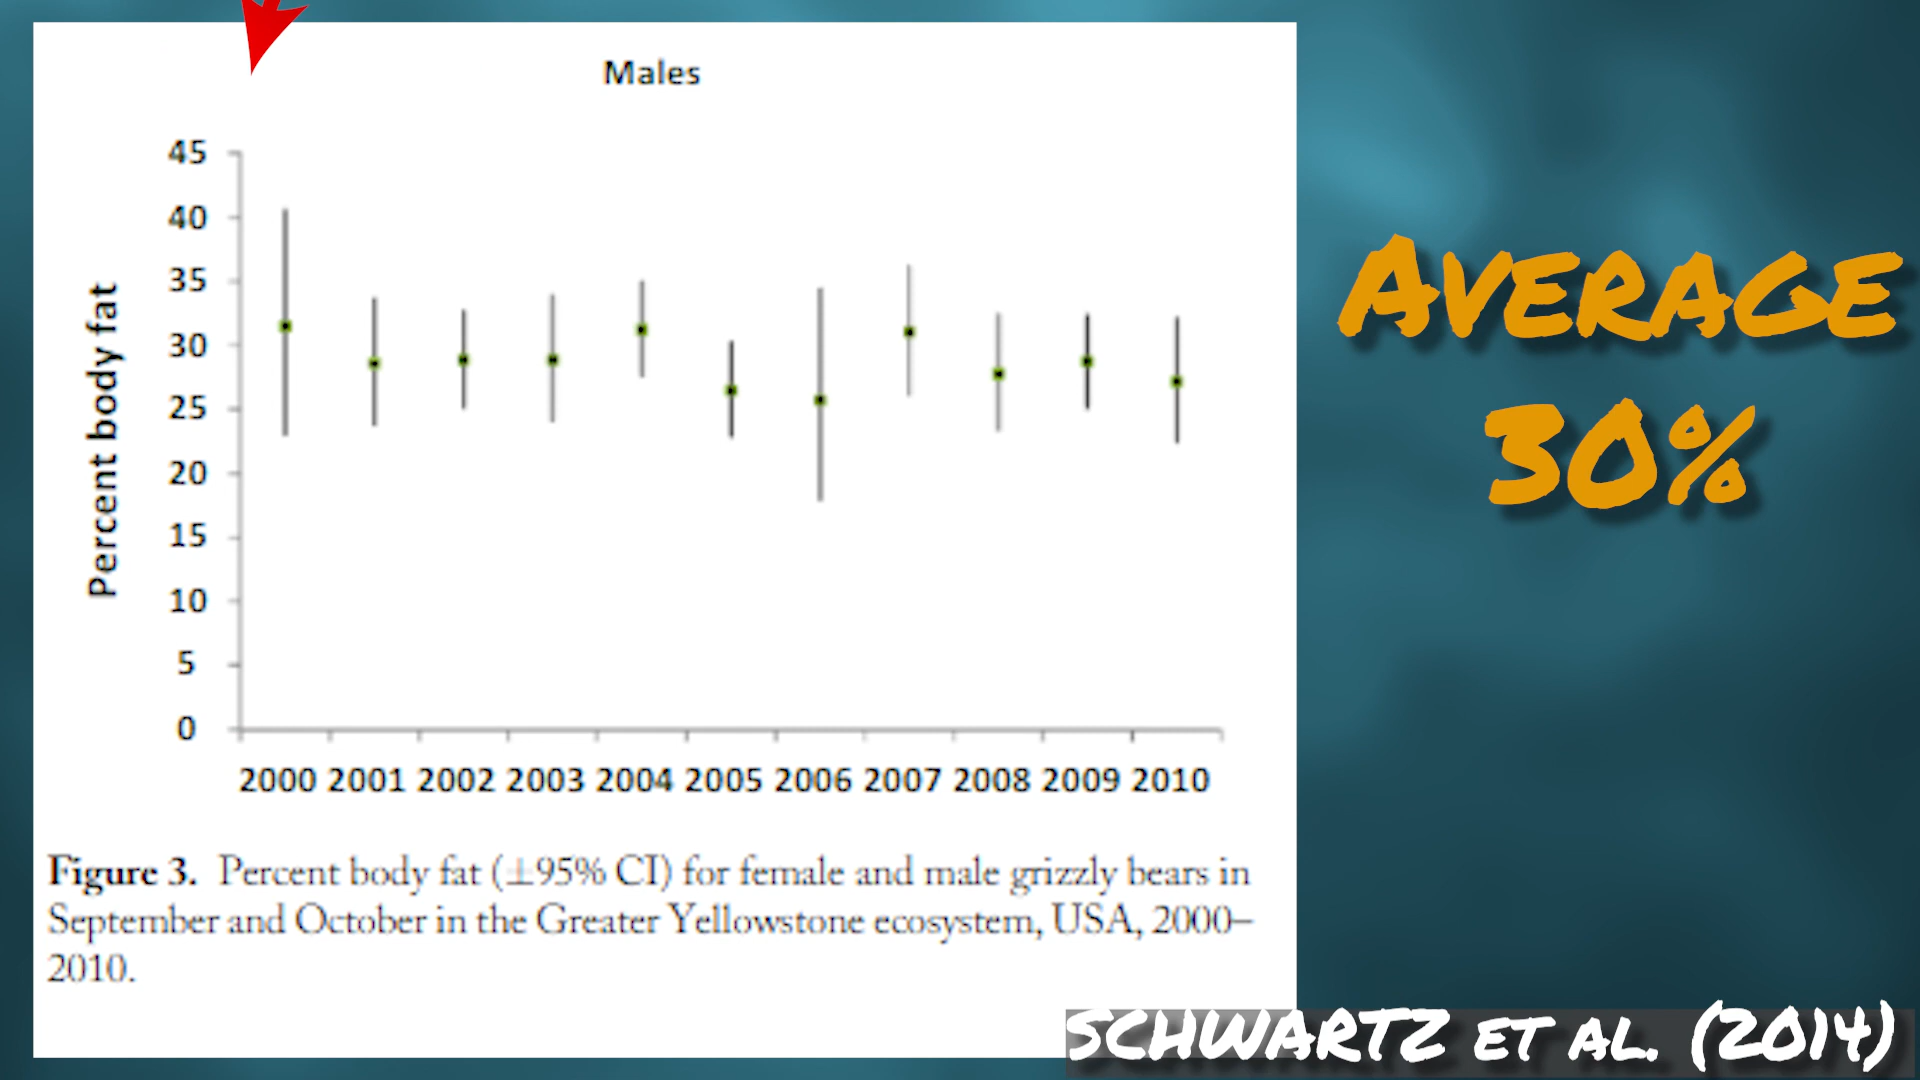 Males
45
40
35
30
25
20
15
10
5
0
Percent body fat
2000 2001 2002 2003 2004 2005 2006 2007 2008 2009 2010
Figure 3. Percent body fat (±95% CI) for female and male grizzly bears in
September and October in the Greater Yellowstone ecosystem, USA, 2000–
2010.
AVERAGE
30%
SCHWARTZ ET AL. (2014)